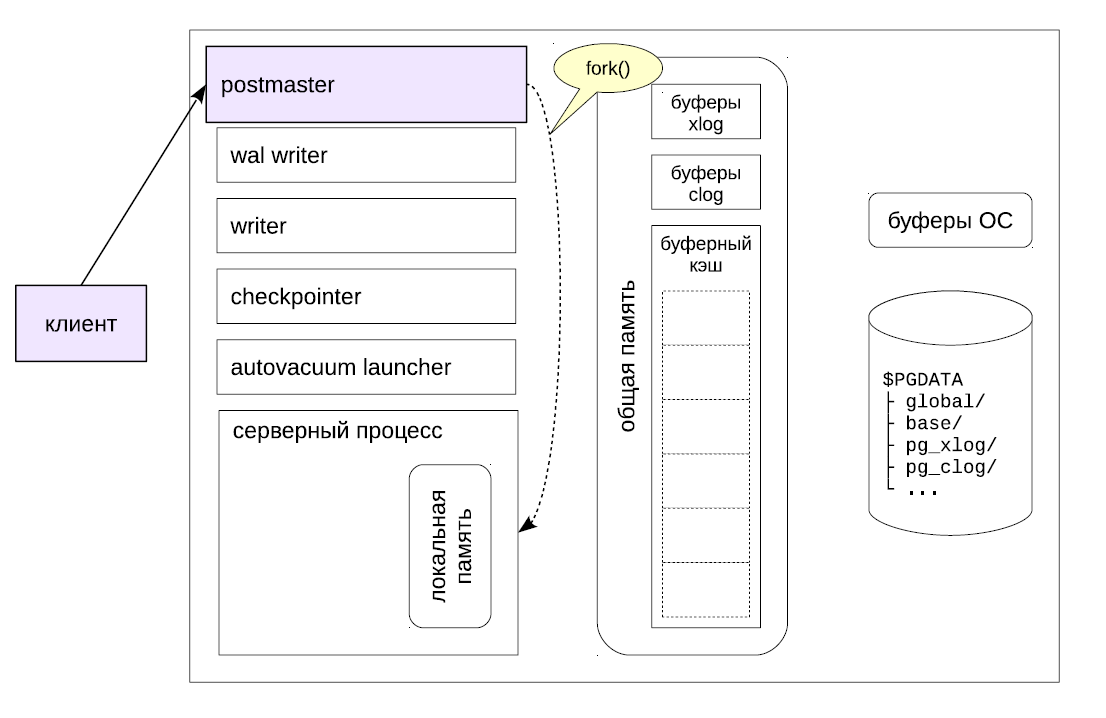 postmaster
fork()
wal writer
writer
checkpointer
autovacuum launcher
серверный процесс
локальная
память
клиент
общая память
буферы
xlog
буферы
clog
буферный
кэш
буферы ОС
$PGDATA
global/
base/
pg_xlog/
pg_clog/
...